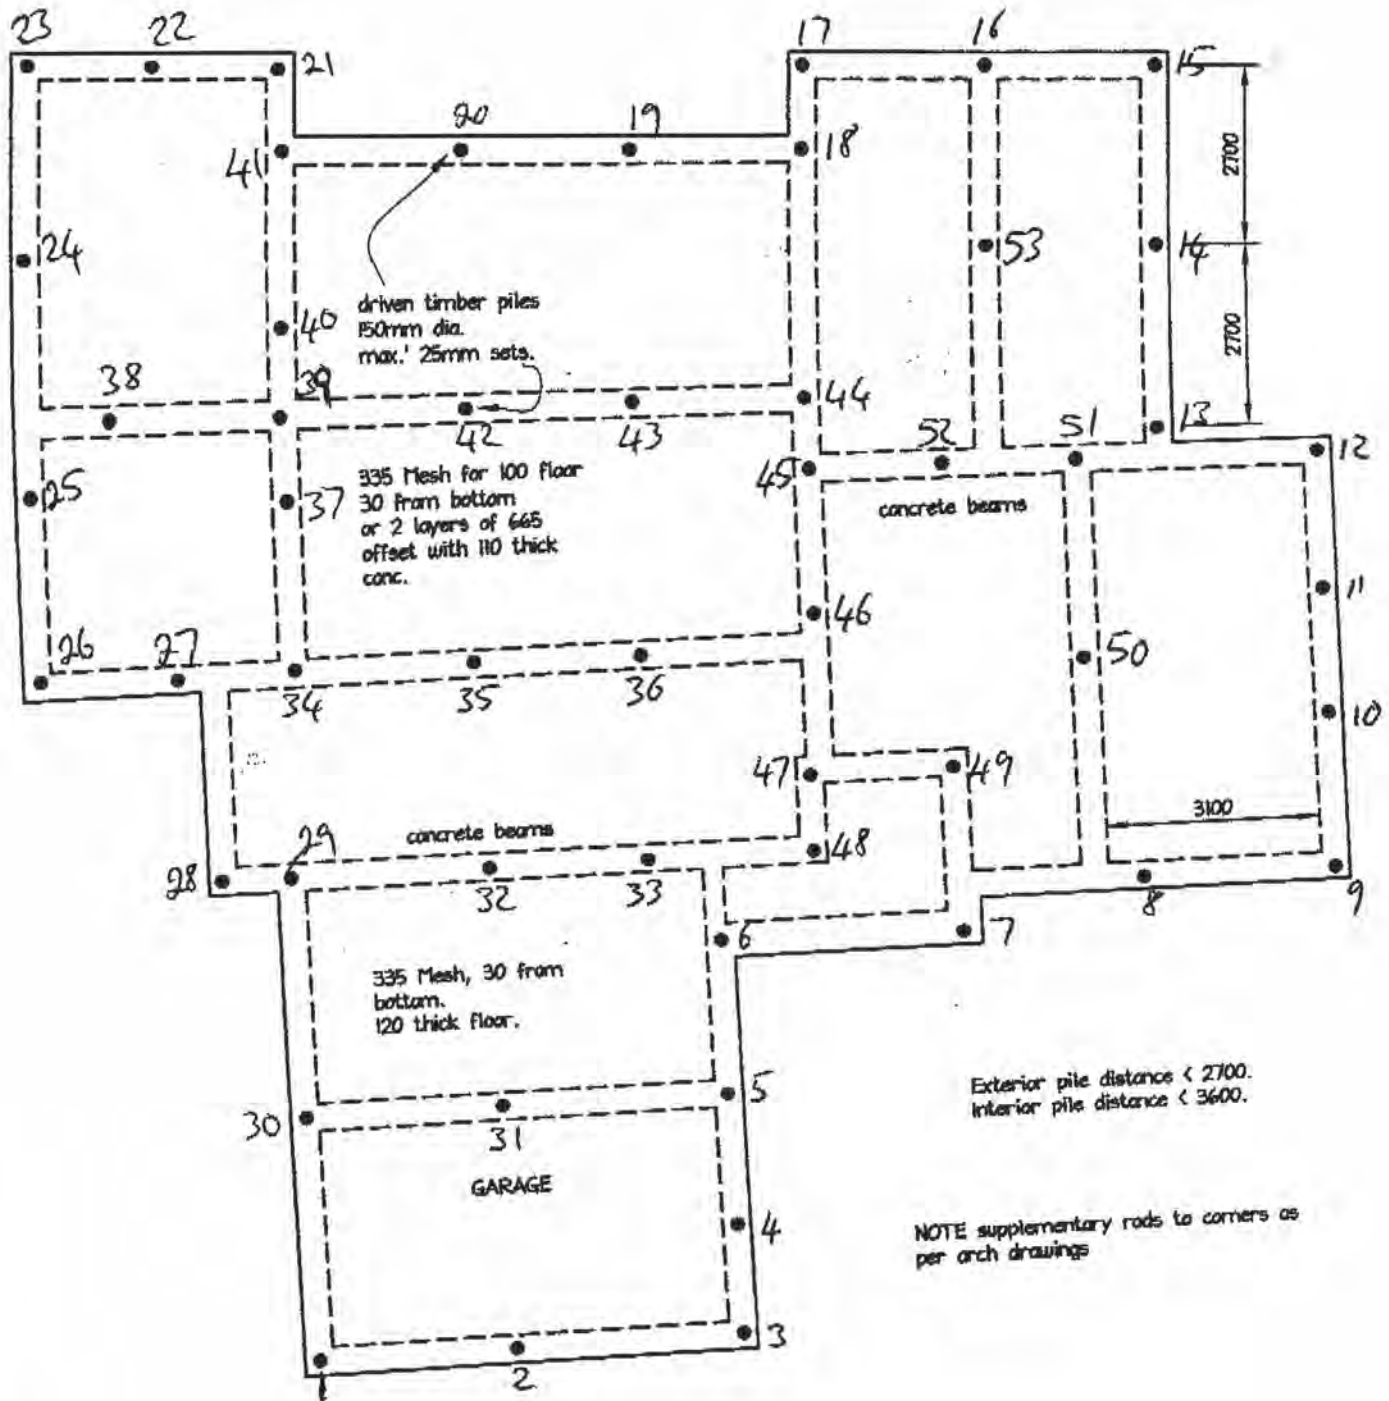 23 22 21 17 16 15
20 19
41 18
2700
24 53 14
driven timber piles
150mm dia.
max.' 25mm sets.
40
2700
38 39 44
42 43 52 51 13 12
45
335 Mesh for 100 floor
30 from bottom
or 2 layers of 665
offset with 110 thick
conc.
25 37
concrete beams
11
46
26 27 50
34 35 36
10
47 49
3100
concrete beams
29 48
28 32 33 8 9
6 7
335 Mesh, 30 from
bottom.
120 thick floor.
5
Exterior pile distance < 2700.
Interior pile distance < 3600.
30 31
GARAGE
4
NOTE supplementary rods to corners as
per arch drawings
3
1 2